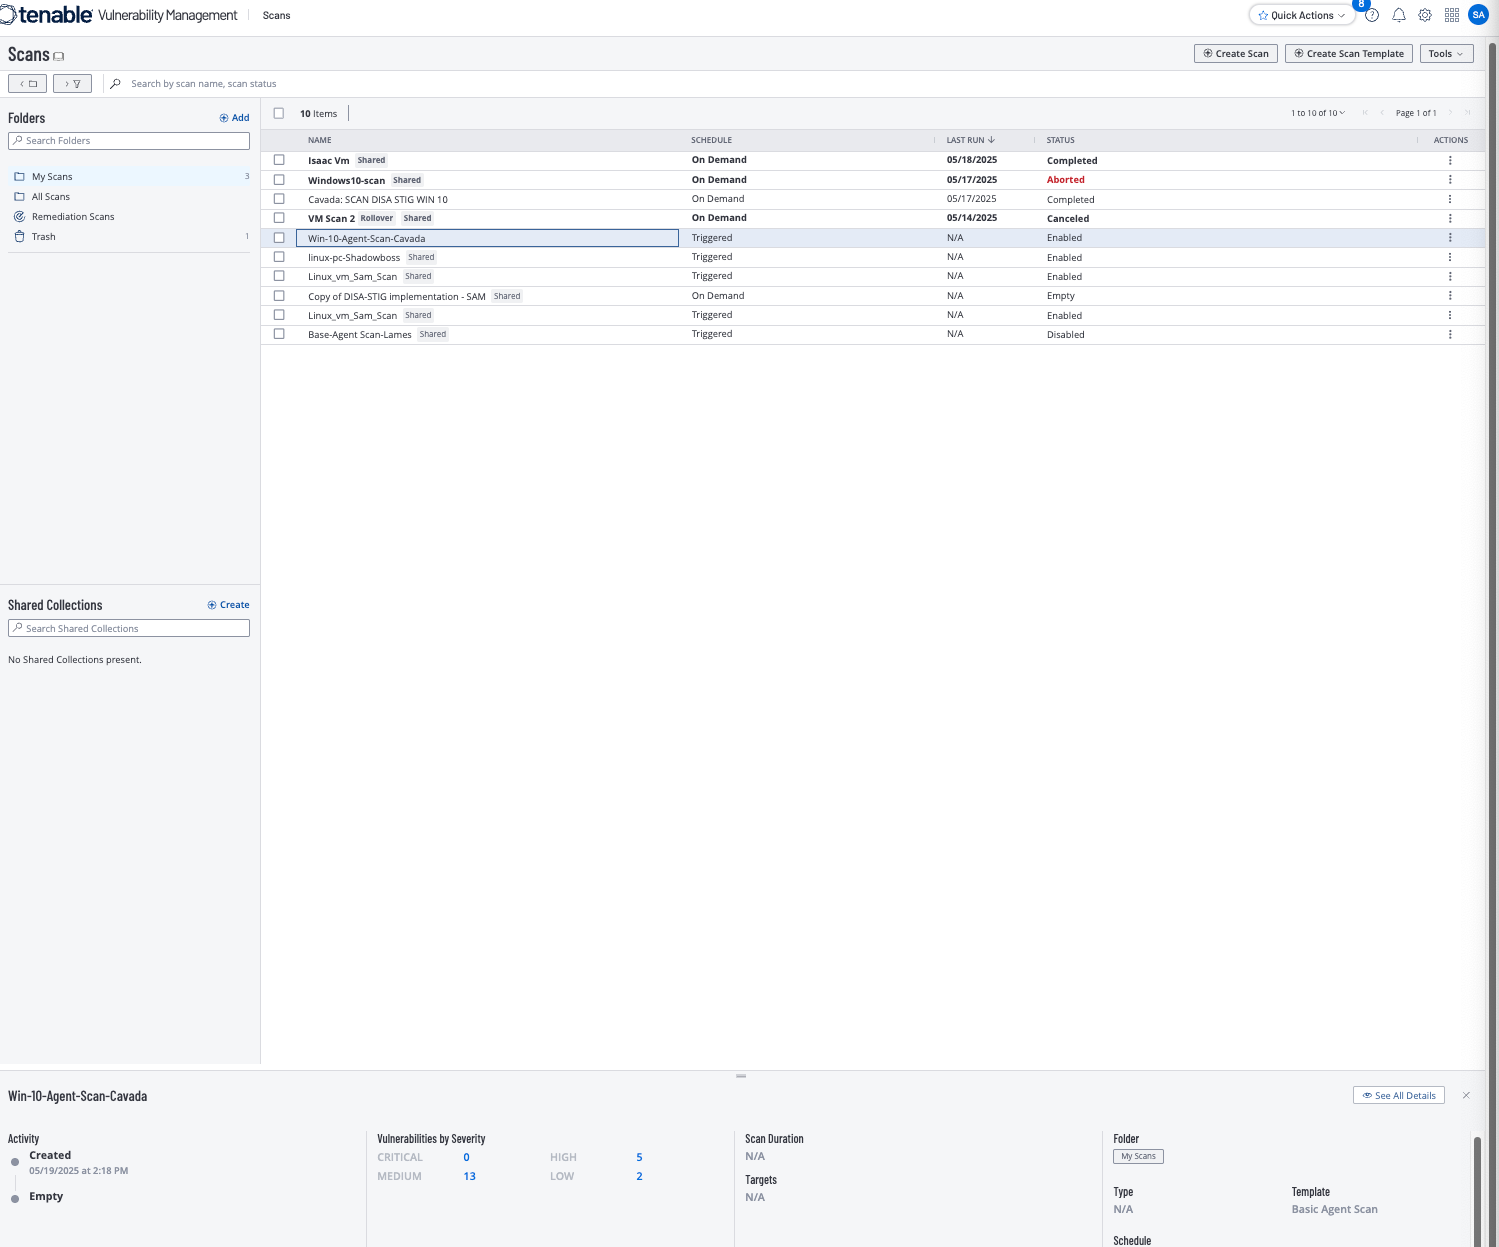 tenable Vulnerability Management Scans
Quick Actions 8 ? SA
Scans
Create Scan Create Scan Template Tools
Search by scan name, scan status
Folders Add
Search Folders
My Scans 3
All Scans
Remediation Scans
Trash 1
Shared Collections Create
Search Shared Collections
No Shared Collections present.
10 Items 1 to 10 of 10 Page 1 of 1
NAME SCHEDULE LAST RUN STATUS ACTIONS
Isaac Vm Shared On Demand 05/18/2025 Completed
Windows10-scan Shared On Demand 05/17/2025 Aborted
Cavada: SCAN DISA STIG WIN 10 On Demand 05/17/2025 Completed
VM Scan 2 Rollover Shared On Demand 05/14/2025 Canceled
Win-10-Agent-Scan-Cavada Triggered N/A Enabled
linux-pc-Shadowboss Shared Triggered N/A Enabled
Linux_vm_Sam_Scan Shared Triggered N/A Enabled
Copy of DISA-STIG implementation - SAM Shared On Demand N/A Empty
Linux_vm_Sam_Scan Shared Triggered N/A Enabled
Base-Agent Scan-Lames Shared Triggered N/A Disabled
Win-10-Agent-Scan-Cavada See All Details
Activity
Created
05/19/2025 at 2:18 PM
Empty
Vulnerabilities by Severity
CRITICAL 0 HIGH 5
MEDIUM 13 LOW 2
Scan Duration
N/A
Targets
N/A
Folder
My Scans
Type Template
N/A Basic Agent Scan
Schedule